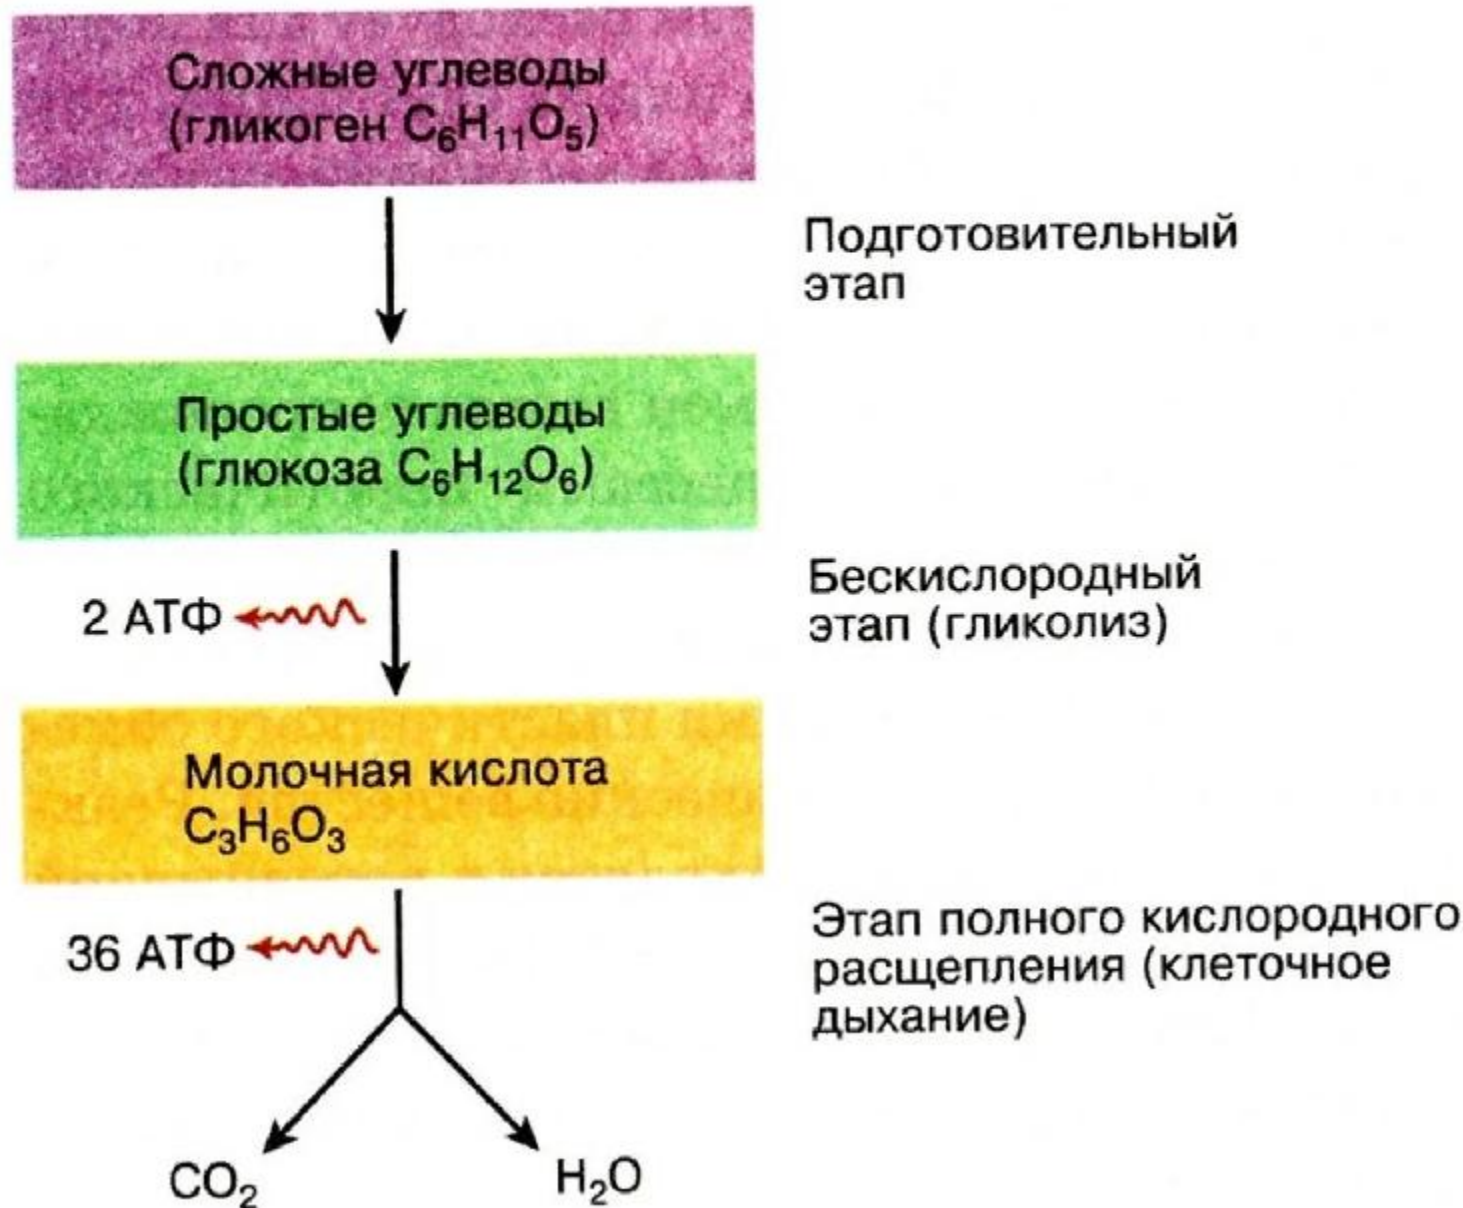 Сложные углеводы
(гликоген C₆H₁₁O₅)
Подготовительный
этап
Простые углеводы
(глюкоза C₆H₁₂O₆)
2 АТФ
Бескислородный
этап (гликолиз)
Молочная кислота
C₃H₆O₃
36 АТФ
Этап полного кислородного
расщепления (клеточное
дыхание)
CO₂
H₂O